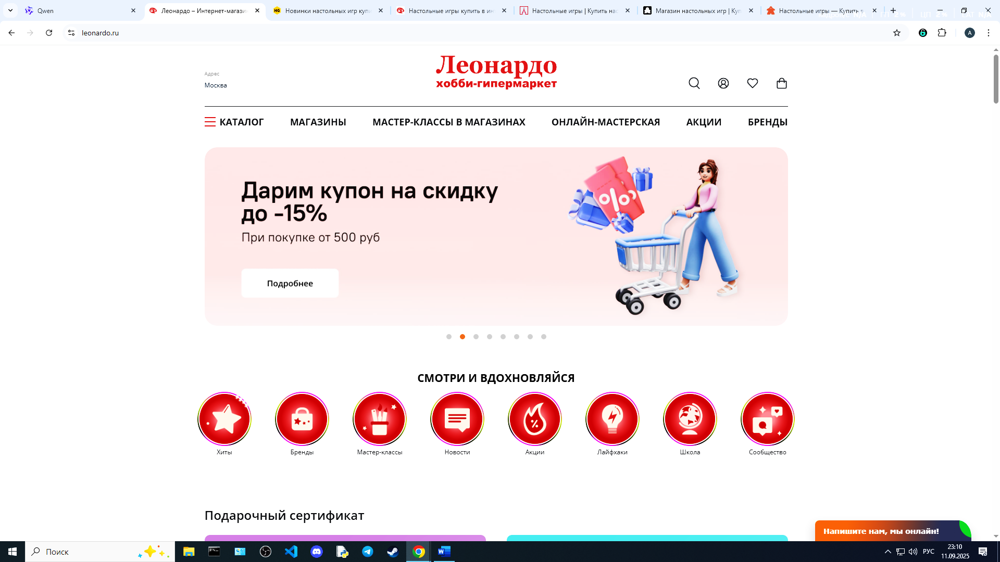 Qwen
Леонардо – Интернет-магазин
Новинки настольных игр купи
Настольные игры купить в ин
Настольные игры | Купить нас
Магазин настольных игр | Куп
Настольные игры — Купить в
leonardo.ru
A
Адрес
Москва
Леонардо
хобби-гипермаркет
КАТАЛОГ
МАГАЗИНЫ
МАСТЕР-КЛАССЫ В МАГАЗИНАХ
ОНЛАЙН-МАСТЕРСКАЯ
АКЦИИ
БРЕНДЫ
Дарим купон на скидку
до -15%
При покупке от 500 руб
Подробнее
%
СМОТРИ И ВДОХНОВЛЯЙСЯ
Хиты
Бренды
Мастер-классы
Новости
Акции
Лайфхаки
Школа
Сообщество
Подарочный сертификат
Напишите нам, мы онлайн!
Поиск
РУС
23:10
11.09.2025